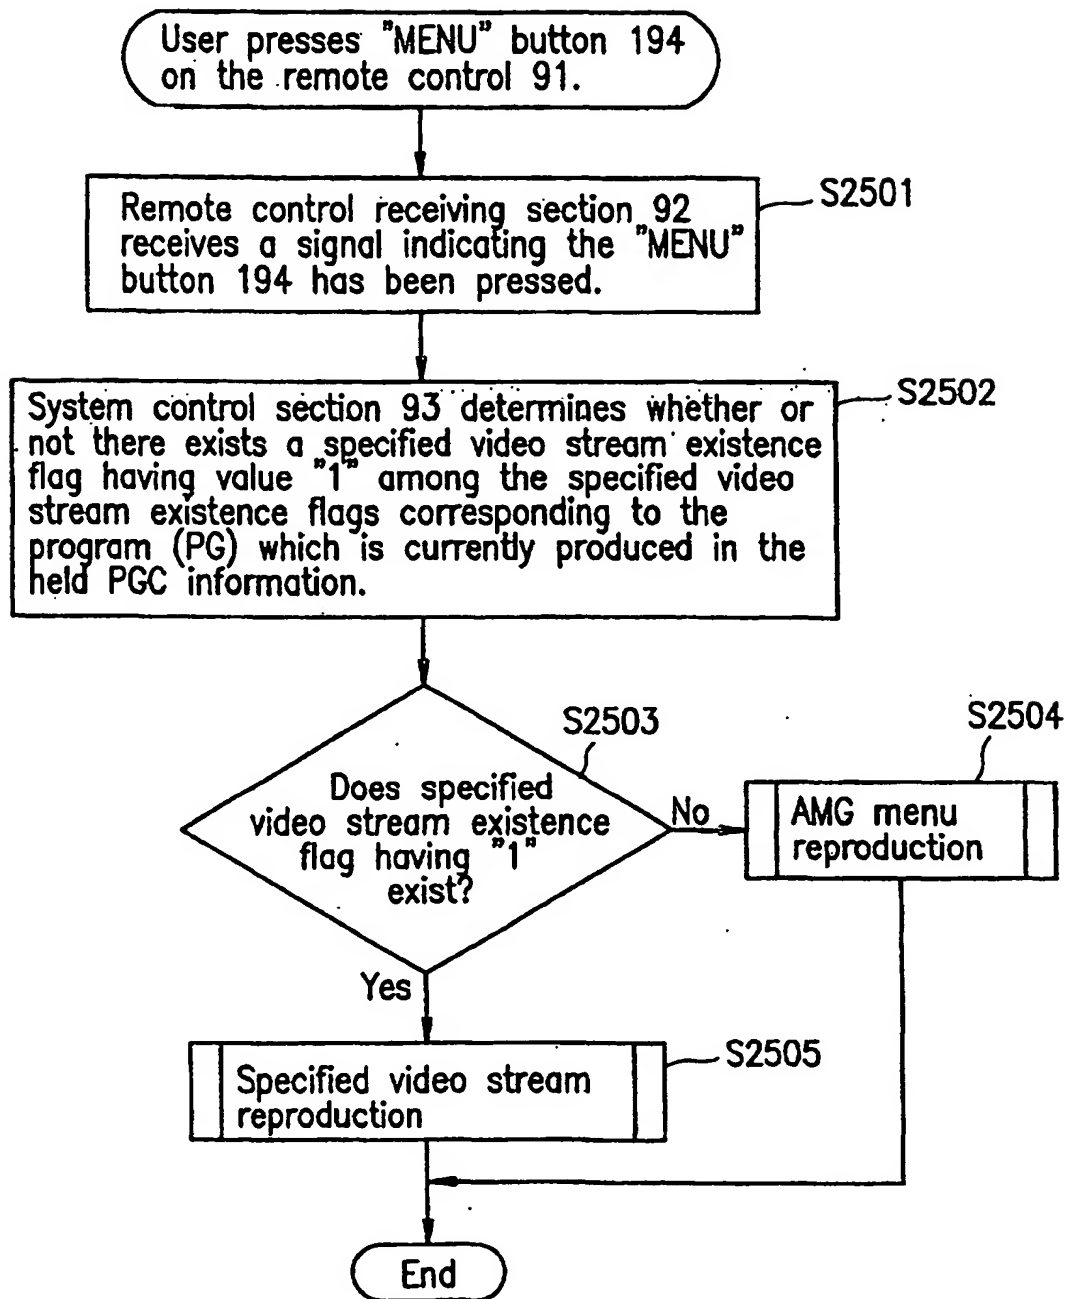 User presses "MENU" button 194
on the remote control 91.
Remote control receiving section 92
receives a signal indicating the "MENU"
button 194 has been pressed.
S2501
System control section 93 determines whether or
not there exists a specified video stream existence
flag having value "1" among the specified video
stream existence flags corresponding to the
program (PG) which is currently produced in the
held PGC information.
S2502
S2503
Does specified
video stream existence
flag having "1"
exist?
No
S2504
AMG menu
reproduction
Yes
S2505
Specified video stream
reproduction
End